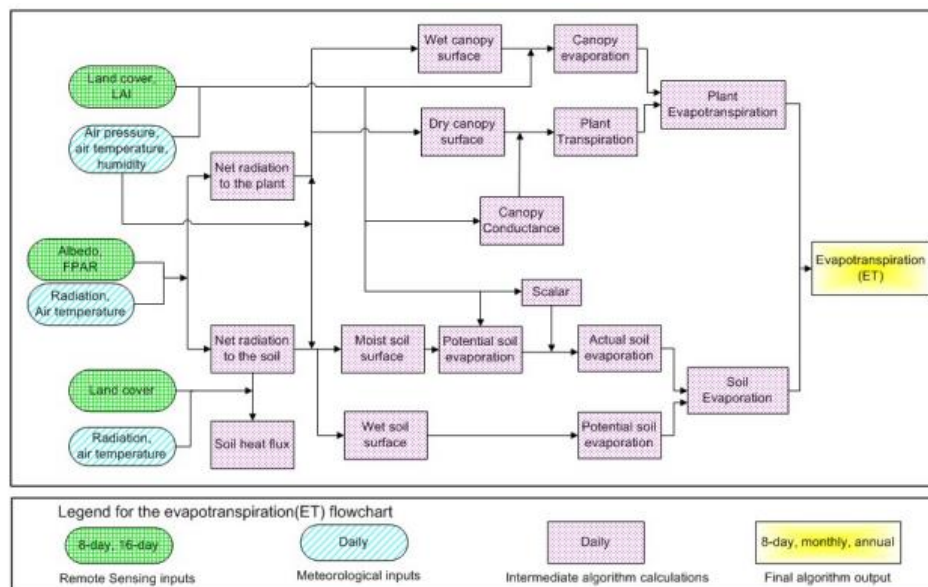 Wet canopy
surface
Canopy
evaporation
Land cover,
LAI
Plant
Evapotranspiration
Air pressure,
air temperature,
humidity
Dry canopy
surface
Plant
Transpiration
Net radiation
to the plant
Canopy
Conductance
Albedo,
FPAR
Evapotranspiration
(ET)
Radiation,
Air temperature
Scalar
Net radiation
to the soil
Moist soil
surface
Potential soil
evaporation
Actual soil
evaporation
Land cover
Soil
Evaporation
Radiation,
air temperature
Soil heat flux
Wet soil
surface
Potential soil
evaporation
Legend for the evapotranspiration(ET) flowchart
8-day, 16-day
Daily
Daily
8-day, monthly, annual
Remote Sensing inputs
Meteorological inputs
Intermediate algorithm calculations
Final algorithm output